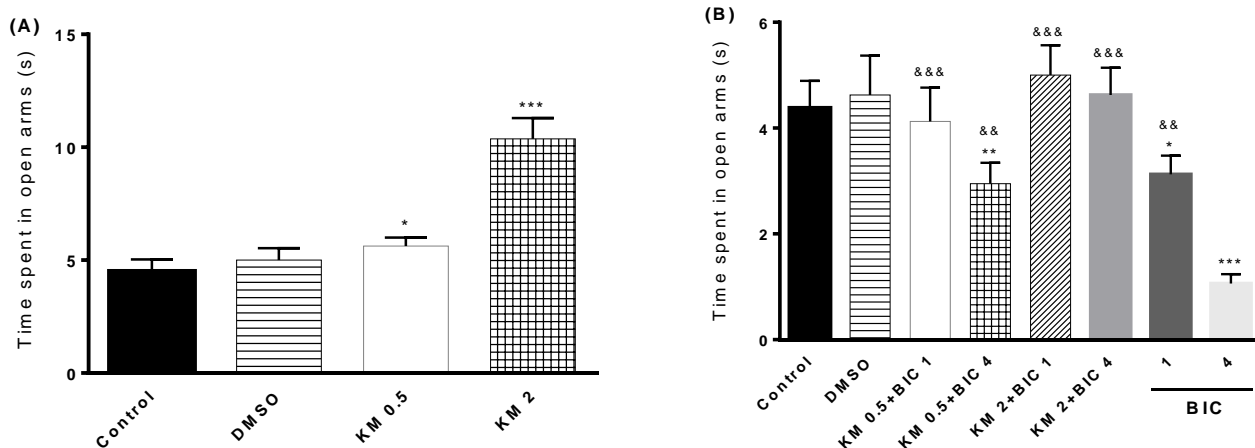 (A)
Time spent in open arms (s)
15
10
5
0
*
***
Control
DMSO
KM 0.5
KM 2
(B)
Time spent in open arms (s)
6
4
2
0
&&&
&&
**
&&&
&&&
&&
*
***
Control
DMSO
KM 0.5+BIC 1
KM 0.5+BIC 4
KM 2+BIC 1
KM 2+BIC 4
1
4
BIC